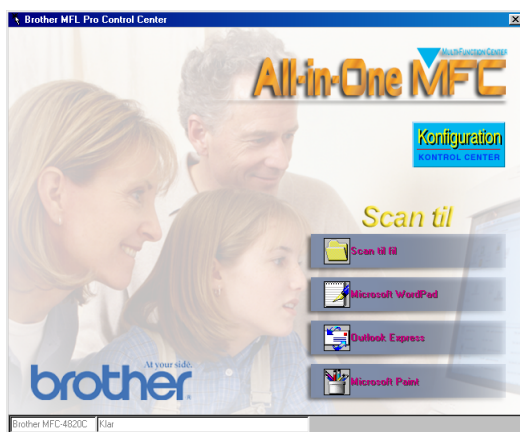 Brother MFL Pro Control Center
MULTI-FUNCTION CENTER
All-in-One MFC
Konfiguration
KONTROL CENTER
Scan til
Scan til fil
Microsoft WordPad
Outlook Express
Microsoft Paint
At your side.
brother
Brother MFC-4820C
Klar